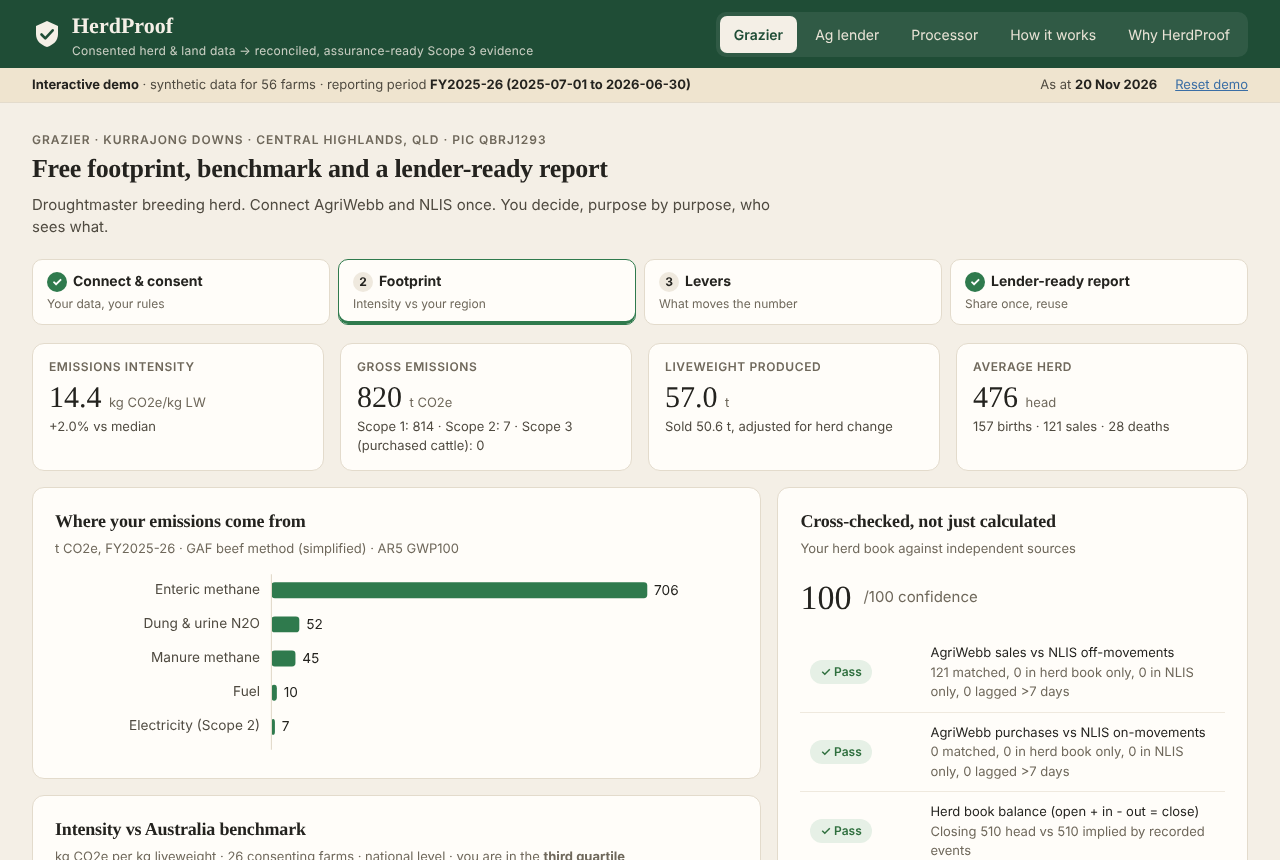 HerdProof
Consented herd & land data → reconciled, assurance-ready Scope 3 evidence
Grazier
Ag lender
Processor
How it works
Why HerdProof
Interactive demo · synthetic data for 56 farms · reporting period FY2025-26 (2025-07-01 to 2026-06-30)
As at 20 Nov 2026
Reset demo
GRAZIER · KURRAJONG DOWNS · CENTRAL HIGHLANDS, QLD · PIC QBRJ1293
Free footprint, benchmark and a lender-ready report
Droughtmaster breeding herd. Connect AgriWebb and NLIS once. You decide, purpose by purpose, who
sees what.
Connect & consent
Your data, your rules
2 Footprint
Intensity vs your region
3 Levers
What moves the number
Lender-ready report
Share once, reuse
EMISSIONS INTENSITY
14.4 kg CO2e/kg LW
+2.0% vs median
GROSS EMISSIONS
820 t CO2e
Scope 1: 814 · Scope 2: 7 · Scope 3
(purchased cattle): 0
LIVEWEIGHT PRODUCED
57.0 t
Sold 50.6 t, adjusted for herd change
AVERAGE HERD
476 head
157 births · 121 sales · 28 deaths
Where your emissions come from
t CO2e, FY2025-26 · GAF beef method (simplified) · AR5 GWP100
Enteric methane 706
Dung & urine N2O 52
Manure methane 45
Fuel 10
Electricity (Scope 2) 7
Intensity vs Australia benchmark
kg CO2e per kg liveweight · 26 consenting farms · national level · you are in the third quartile
Cross-checked, not just calculated
Your herd book against independent sources
100 /100 confidence
✓ Pass
AgriWebb sales vs NLIS off-movements
121 matched, 0 in herd book only, 0 in NLIS
only, 0 lagged >7 days
✓ Pass
AgriWebb purchases vs NLIS on-movements
0 matched, 0 in herd book only, 0 in NLIS
only, 0 lagged >7 days
✓ Pass
Herd book balance (open + in - out = close)
Closing 510 head vs 510 implied by recorded
events